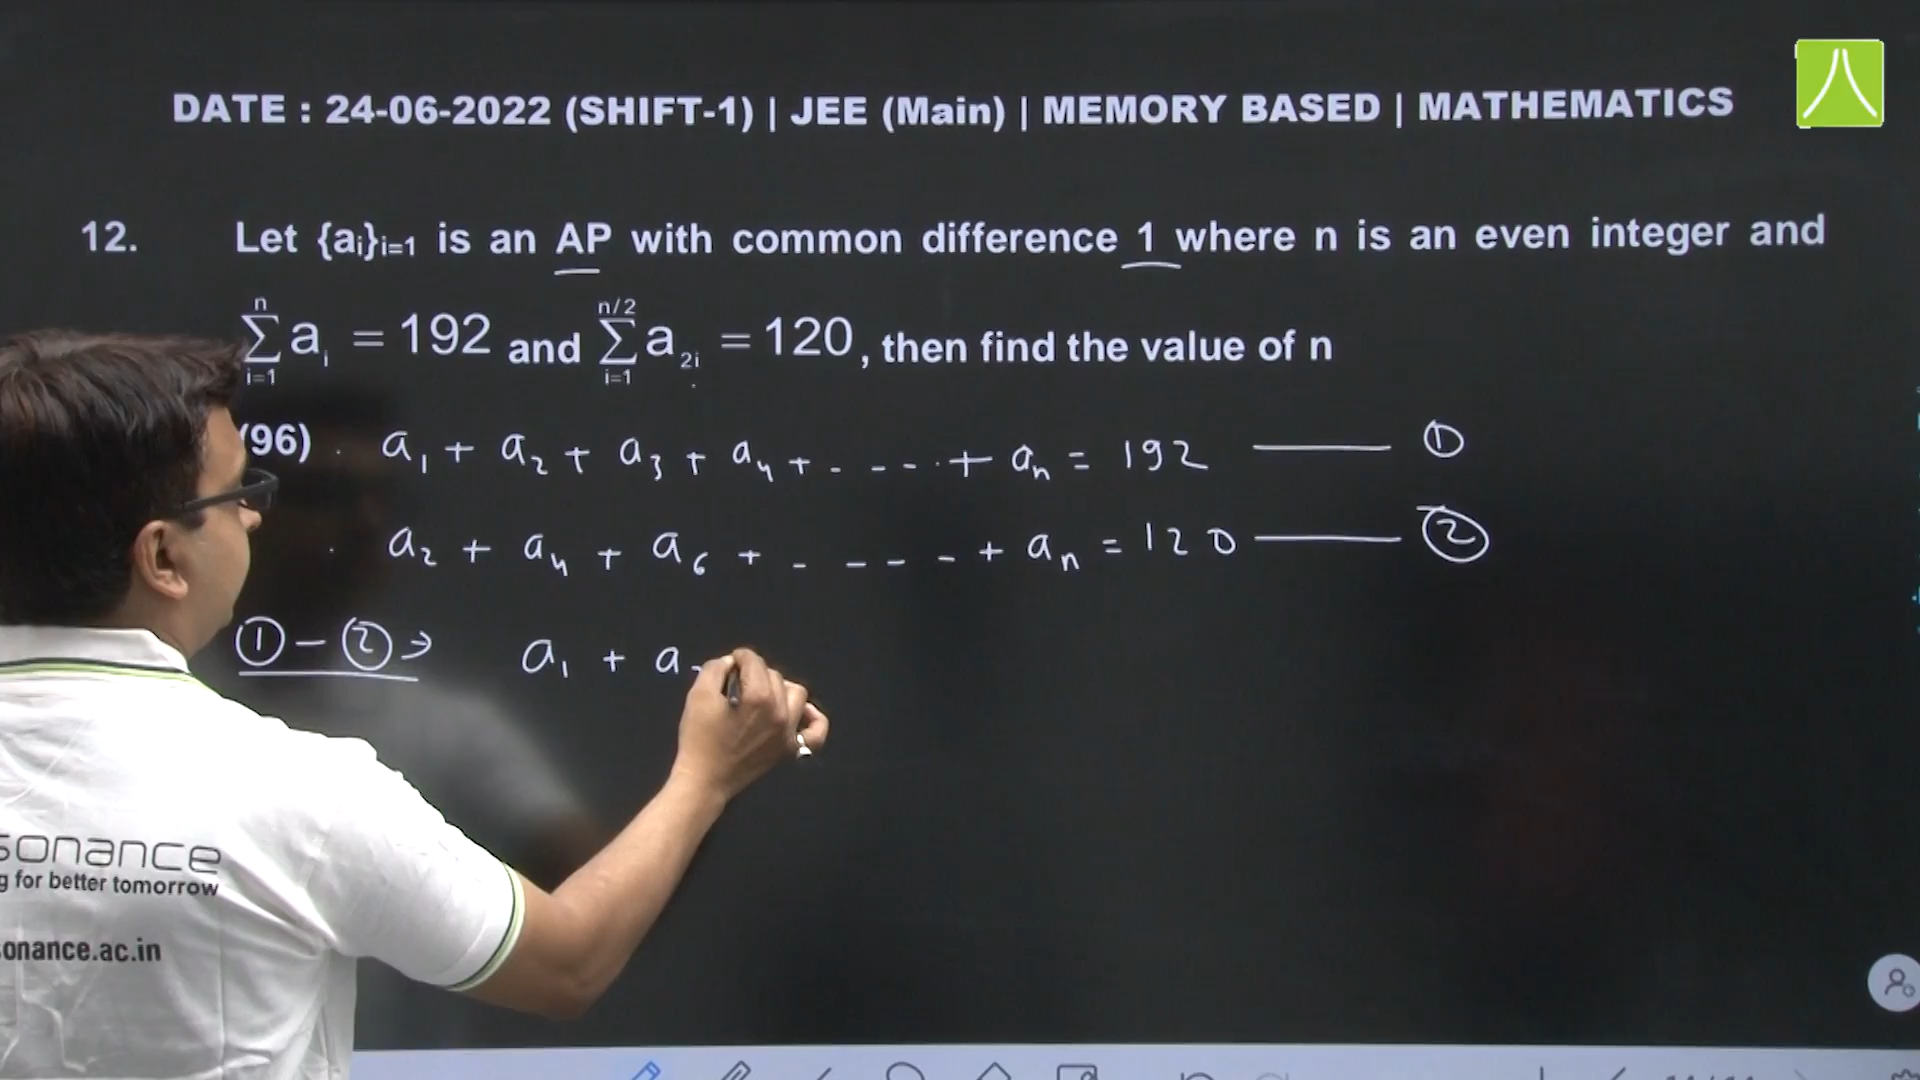 DATE : 24-06-2022 (SHIFT-1) | JEE (Main) | MEMORY BASED | MATHEMATICS
12. Let {aᵢ}ᵢ₌₁ is an AP with common difference 1 where n is an even integer and
n ∑ i=1 aᵢ = 192 and n/2 ∑ i=1 a₂ᵢ = 120, then find the value of n
(96)
a₁ + a₂ + a₃ + a₄ + - - - - + aₙ = 192 —— ①
a₂ + a₄ + a₆ + - - - - + aₙ = 120 —— ②
① - ② → a₁ + a
sonance
g for better tomorrow
onance.ac.in